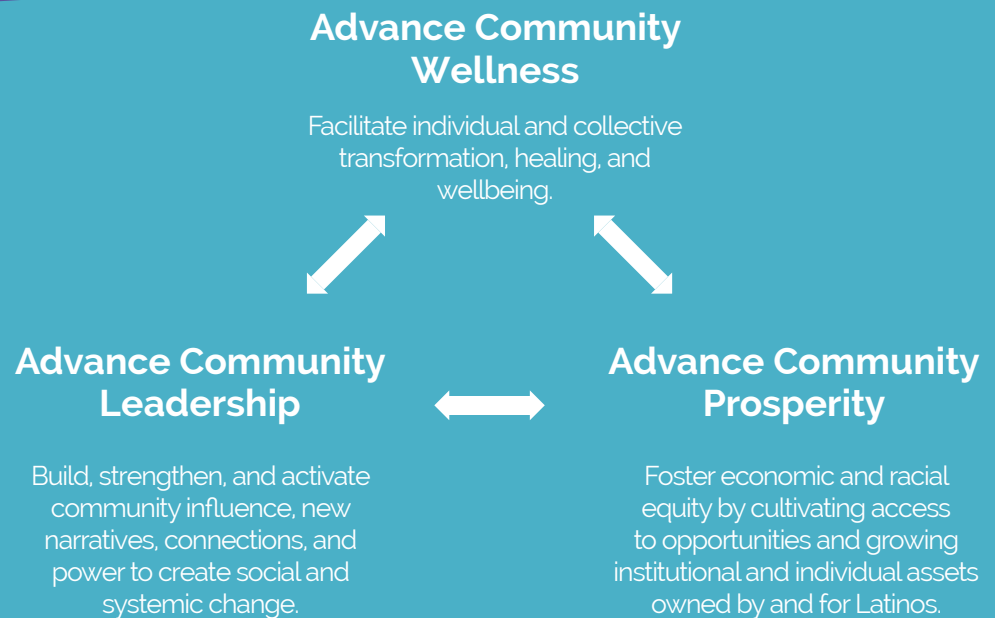 Advance Community
Wellness
Facilitate individual and collective
transformation, healing, and
wellbeing.
Advance Community
Leadership
Build, strengthen, and activate
community influence, new
narratives, connections, and
power to create social and
systemic change.
Advance Community
Prosperity
Foster economic and racial
equity by cultivating access
to opportunities and growing
institutional and individual assets
owned by and for Latinos.